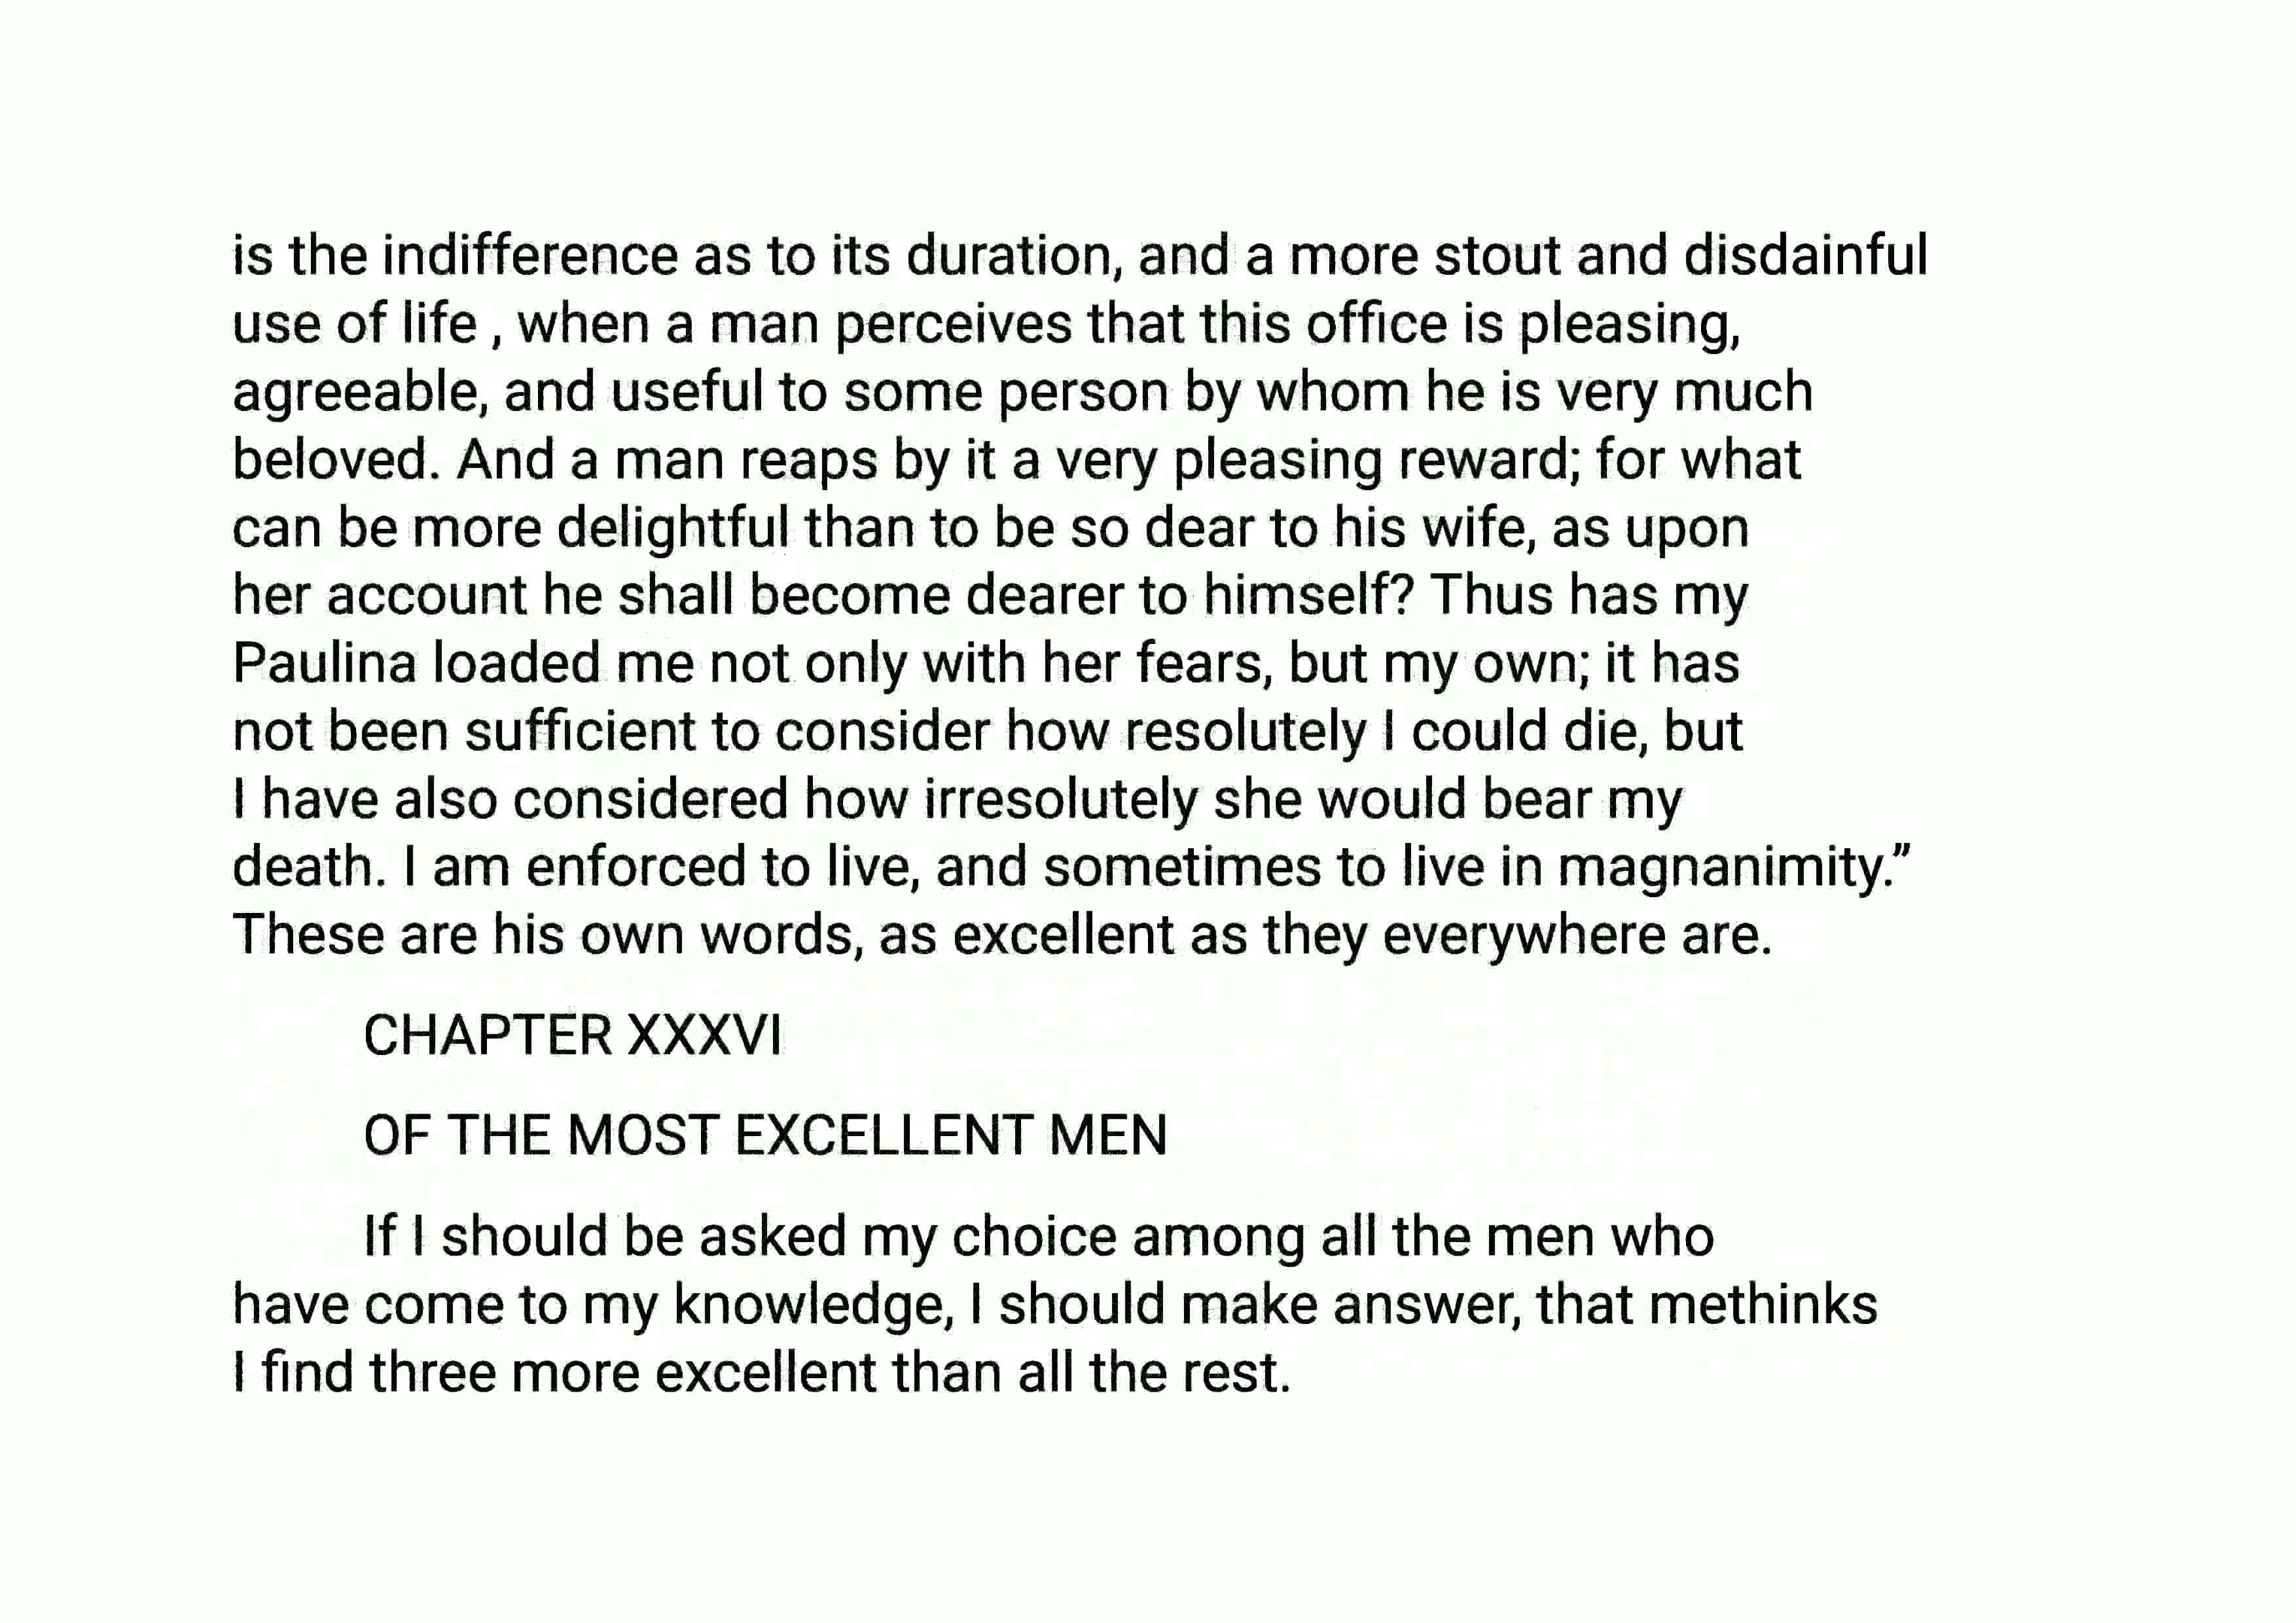 is the indifference as to its duration, and a more stout and disdainful
use of life , when a man perceives that this office is pleasing,
agreeable, and useful to some person by whom he is very much
beloved. And a man reaps by it a very pleasing reward; for what
can be more delightful than to be so dear to his wife, as upon
her account he shall become dearer to himself? Thus has my
Paulina loaded me not only with her fears, but my own; it has
not been sufficient to consider how resolutely I could die, but
I have also considered how irresolutely she would bear my
death. I am enforced to live, and sometimes to live in magnanimity.”
These are his own words, as excellent as they everywhere are.
CHAPTER XXXVI
OF THE MOST EXCELLENT MEN
If I should be asked my choice among all the men who
have come to my knowledge, I should make answer, that methinks
I find three more excellent than all the rest.